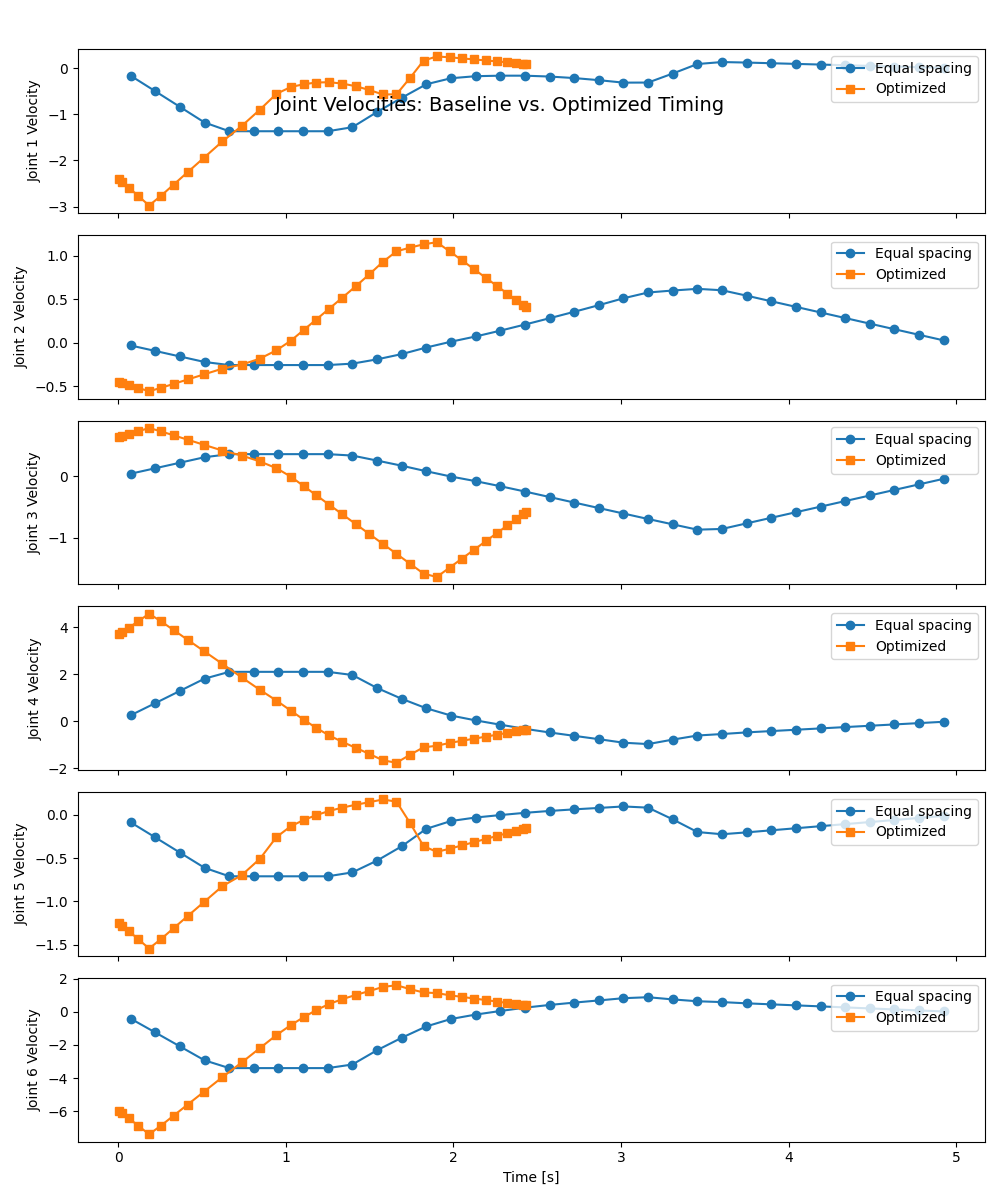 0
−1
−2
−3
Joint 1 Velocity
Joint Velocities: Baseline vs. Optimized Timing
Equal spacing
Optimized
1.0
0.5
0.0
−0.5
Joint 2 Velocity
Equal spacing
Optimized
0
−1
Joint 3 Velocity
Equal spacing
Optimized
4
2
0
−2
Joint 4 Velocity
Equal spacing
Optimized
0.0
−0.5
−1.0
−1.5
Joint 5 Velocity
Equal spacing
Optimized
2
0
−2
−4
−6
Joint 6 Velocity
Equal spacing
Optimized
0 1 2 3 4 5
Time [s]